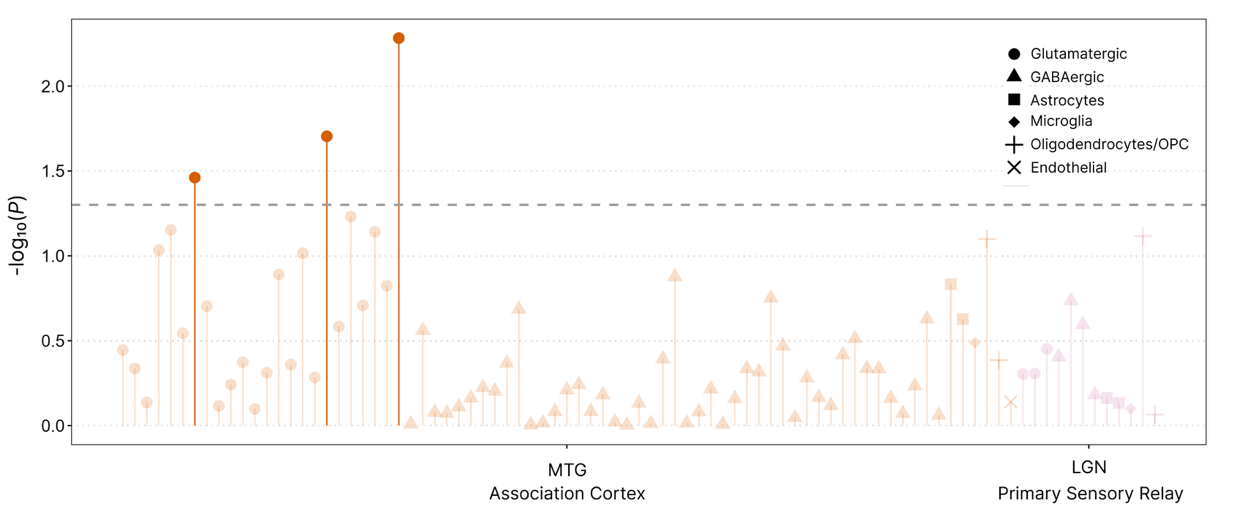 -log₁₀(P)
2.0
1.5
1.0
0.5
0.0
Glutamatergic
GABAergic
Astrocytes
Microglia
Oligodendrocytes/OPC
Endothelial
MTG
Association Cortex
LGN
Primary Sensory Relay